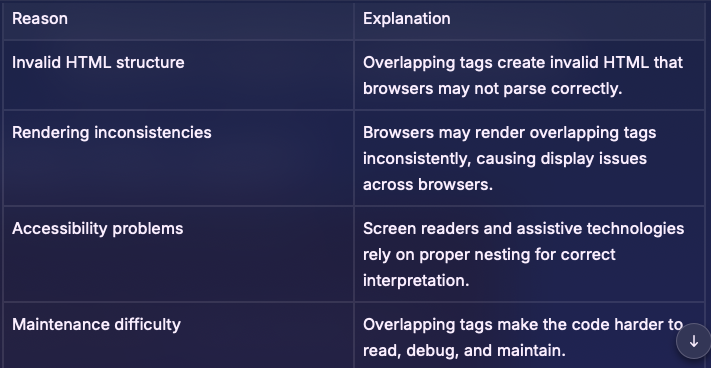 Reason
Explanation
Invalid HTML structure
Overlapping tags create invalid HTML that
browsers may not parse correctly.
Rendering inconsistencies
Browsers may render overlapping tags
inconsistently, causing display issues
across browsers.
Accessibility problems
Screen readers and assistive technologies
rely on proper nesting for correct
interpretation.
Maintenance difficulty
Overlapping tags make the code harder to
read, debug, and maintain.